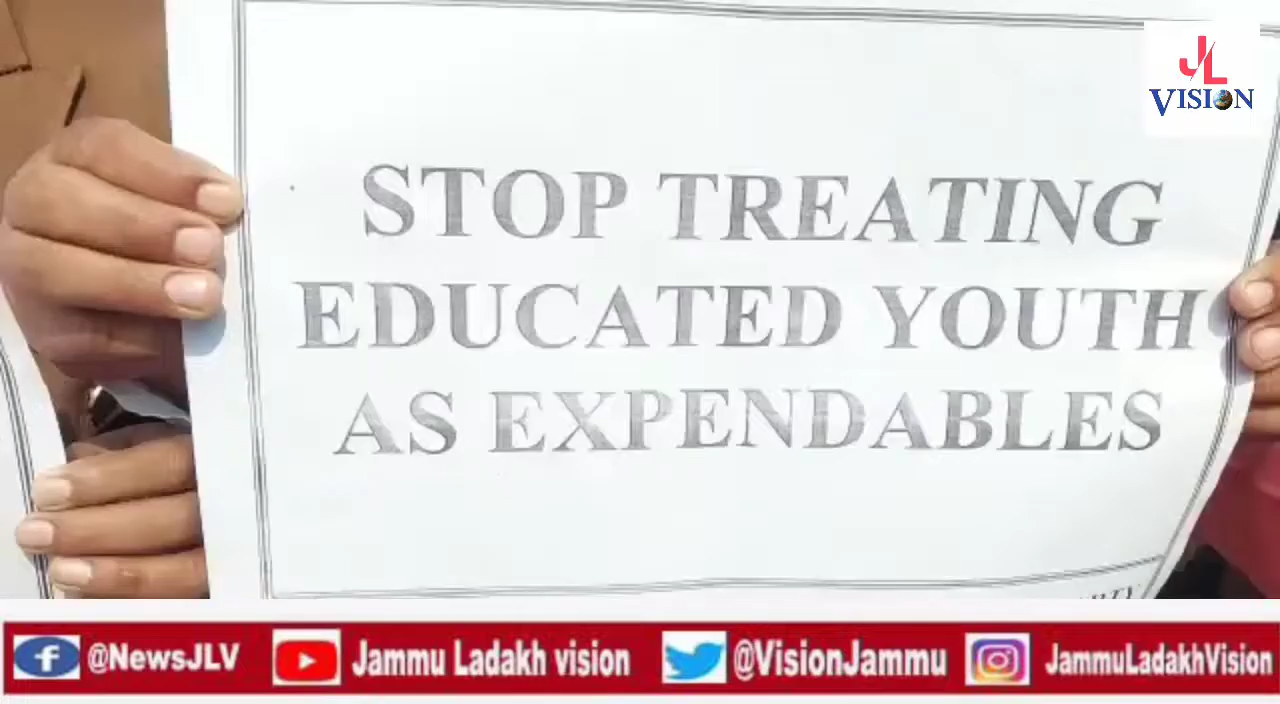 JL
VISION
STOP TREATING
EDUCATED YOUTH
AS EXPENDABLES
@NewsJLV
Jammu Ladakh vision
@VisionJammu
JammuLadakhVision